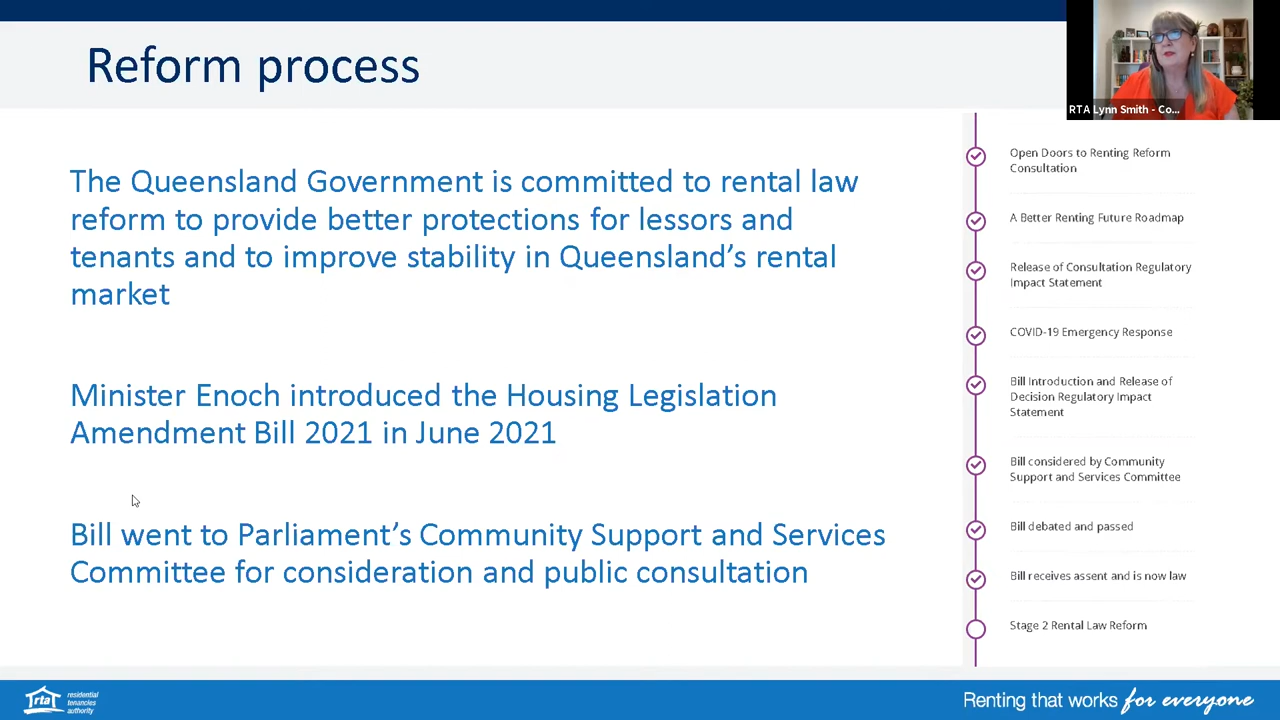 Reform process
RTA Lynn Smith - Co...
The Queensland Government is committed to rental law
reform to provide better protections for lessors and
tenants and to improve stability in Queensland’s rental
market
Minister Enoch introduced the Housing Legislation
Amendment Bill 2021 in June 2021
Bill went to Parliament’s Community Support and Services
Committee for consideration and public consultation
Open Doors to Renting Reform
Consultation
A Better Renting Future Roadmap
Release of Consultation Regulatory
Impact Statement
COVID-19 Emergency Response
Bill Introduction and Release of
Decision Regulatory Impact
Statement
Bill considered by Community
Support and Services Committee
Bill debated and passed
Bill receives assent and is now law
Stage 2 Rental Law Reform
rta
residential
tenancies
authority
Renting that works for everyone